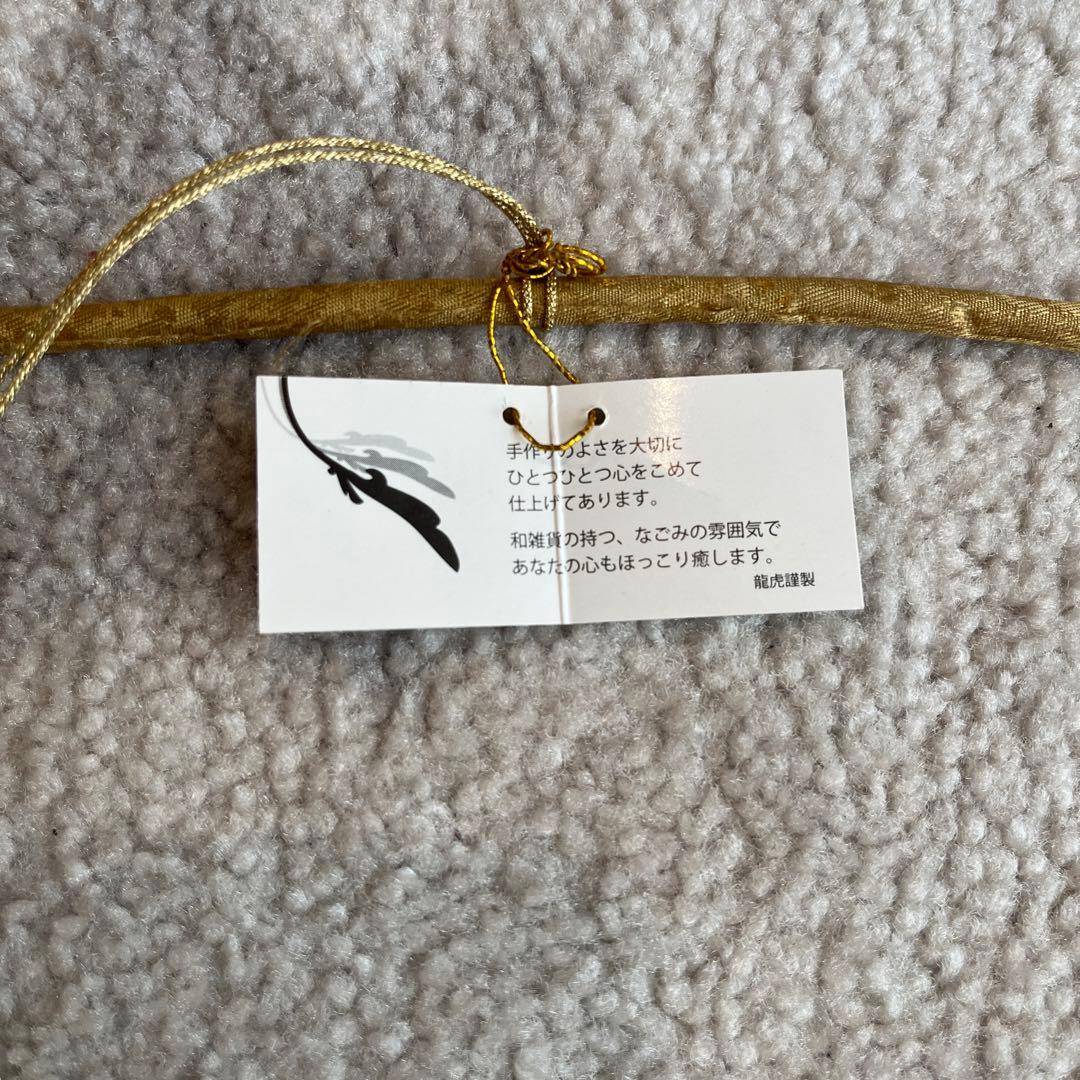 手作りのよさを大切に
ひとつひとつ心をこめて
仕上げてあります。
和雑貨の持つ、なごみの雰囲気で
あなたの心もほっこり癒します。
龍虎謹製